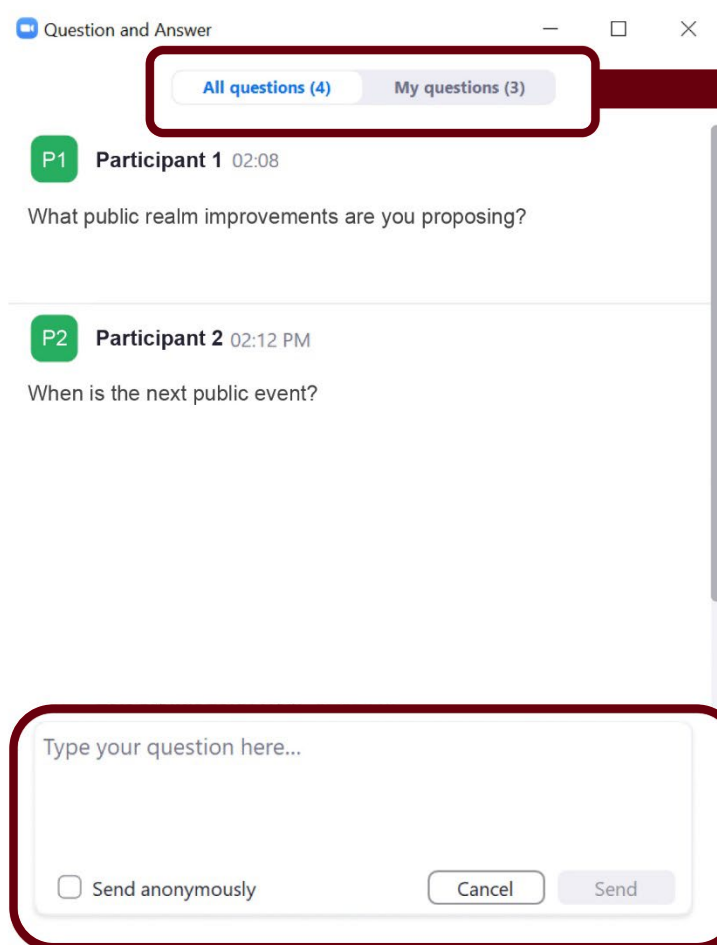 Question and Answer
All questions (4) My questions (3)
P1 Participant 1 02:08
What public realm improvements are you proposing?
P2 Participant 2 02:12 PM
When is the next public event?
Type your question here...
Send anonymously Cancel Send